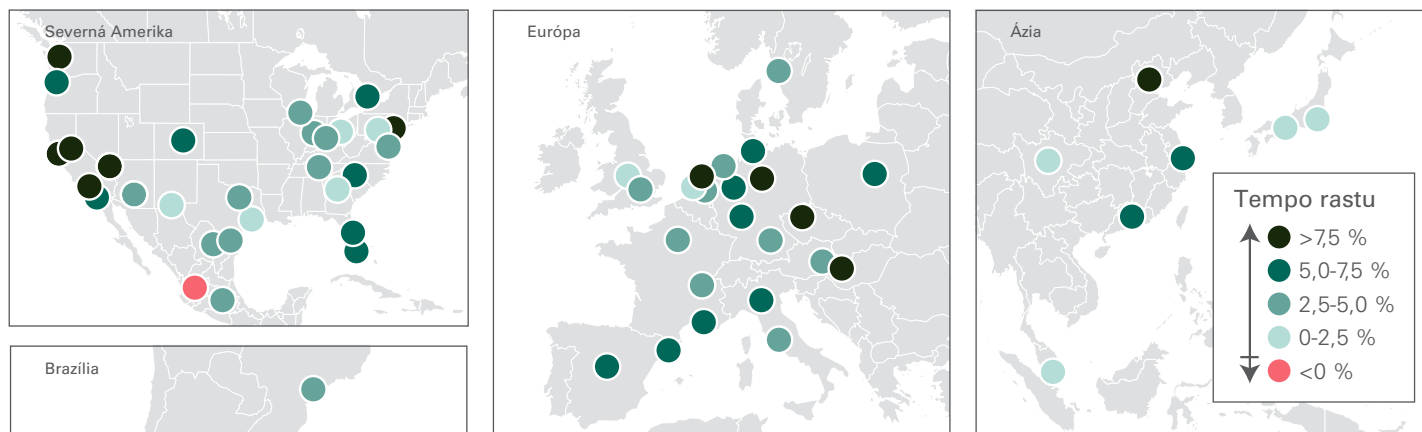 Severná Amerika
Európa
Ázia
Brazília
Tempo rastu
>7,5 %
5,0-7,5 %
2,5-5,0 %
0-2,5 %
<0 %